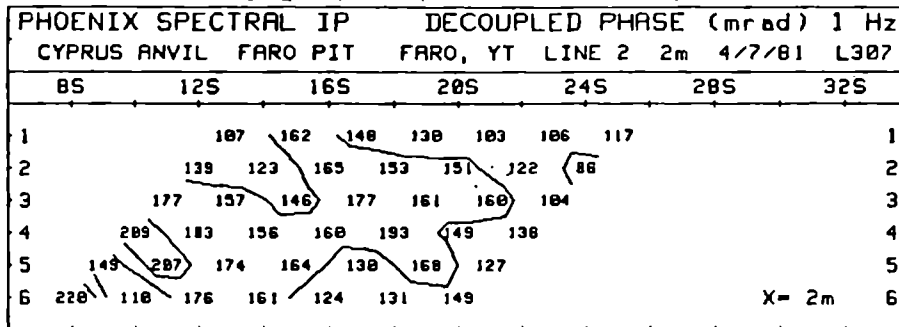 PHOENIX SPECTRAL IP DECOUPLED PHASE (mrad) 1 Hz
CYPRUS ANVIL FARO PIT FARO, YT LINE 2 2m 4/7/81 L307
8S 12S 16S 20S 24S 28S 32S
1 107 162 148 130 103 106 117 1
2 139 123 165 153 151 122 86 2
3 177 157 146 177 161 160 104 3
4 209 183 156 160 193 149 138 4
5 149 207 174 164 130 168 127 5
6 220 110 176 161 124 131 149 X= 2m 6